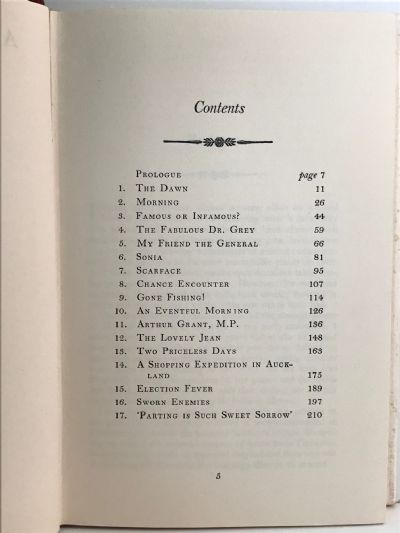 Contents
Prologue page 7
1. The Dawn 11
2. Morning 26
3. Famous or Infamous? 44
4. The Fabulous Dr. Grey 59
5. My Friend the General 66
6. Sonia 81
7. Scarface 95
8. Chance Encounter 107
9. Gone Fishing! 114
10. An Eventful Morning 126
11. Arthur Grant, M.P. 136
12. The Lovely Jean 148
13. Two Priceless Days 163
14. A Shopping Expedition in Auck-
land 175
15. Election Fever 189
16. Sworn Enemies 197
17. 'Parting is Such Sweet Sorrow' 210
5